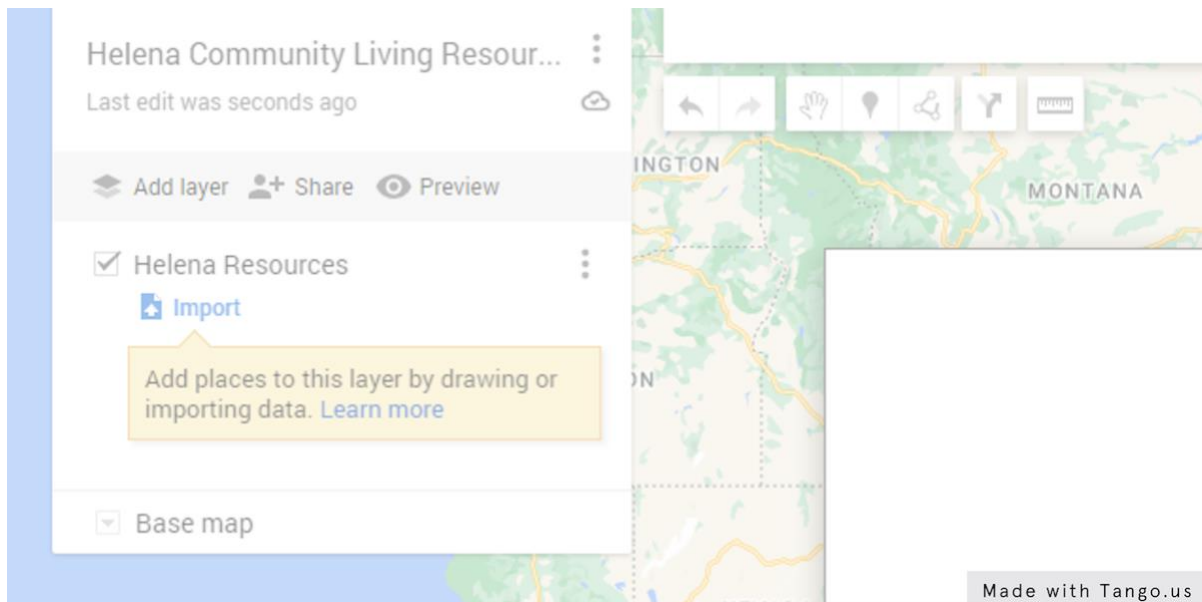 Helena Community Living Resour...
Last edit was seconds ago
Add layer Share Preview
Helena Resources
Import
Add places to this layer by drawing or
importing data. Learn more
Base map
INGTON
MONTANA
ON
Made with Tango.us